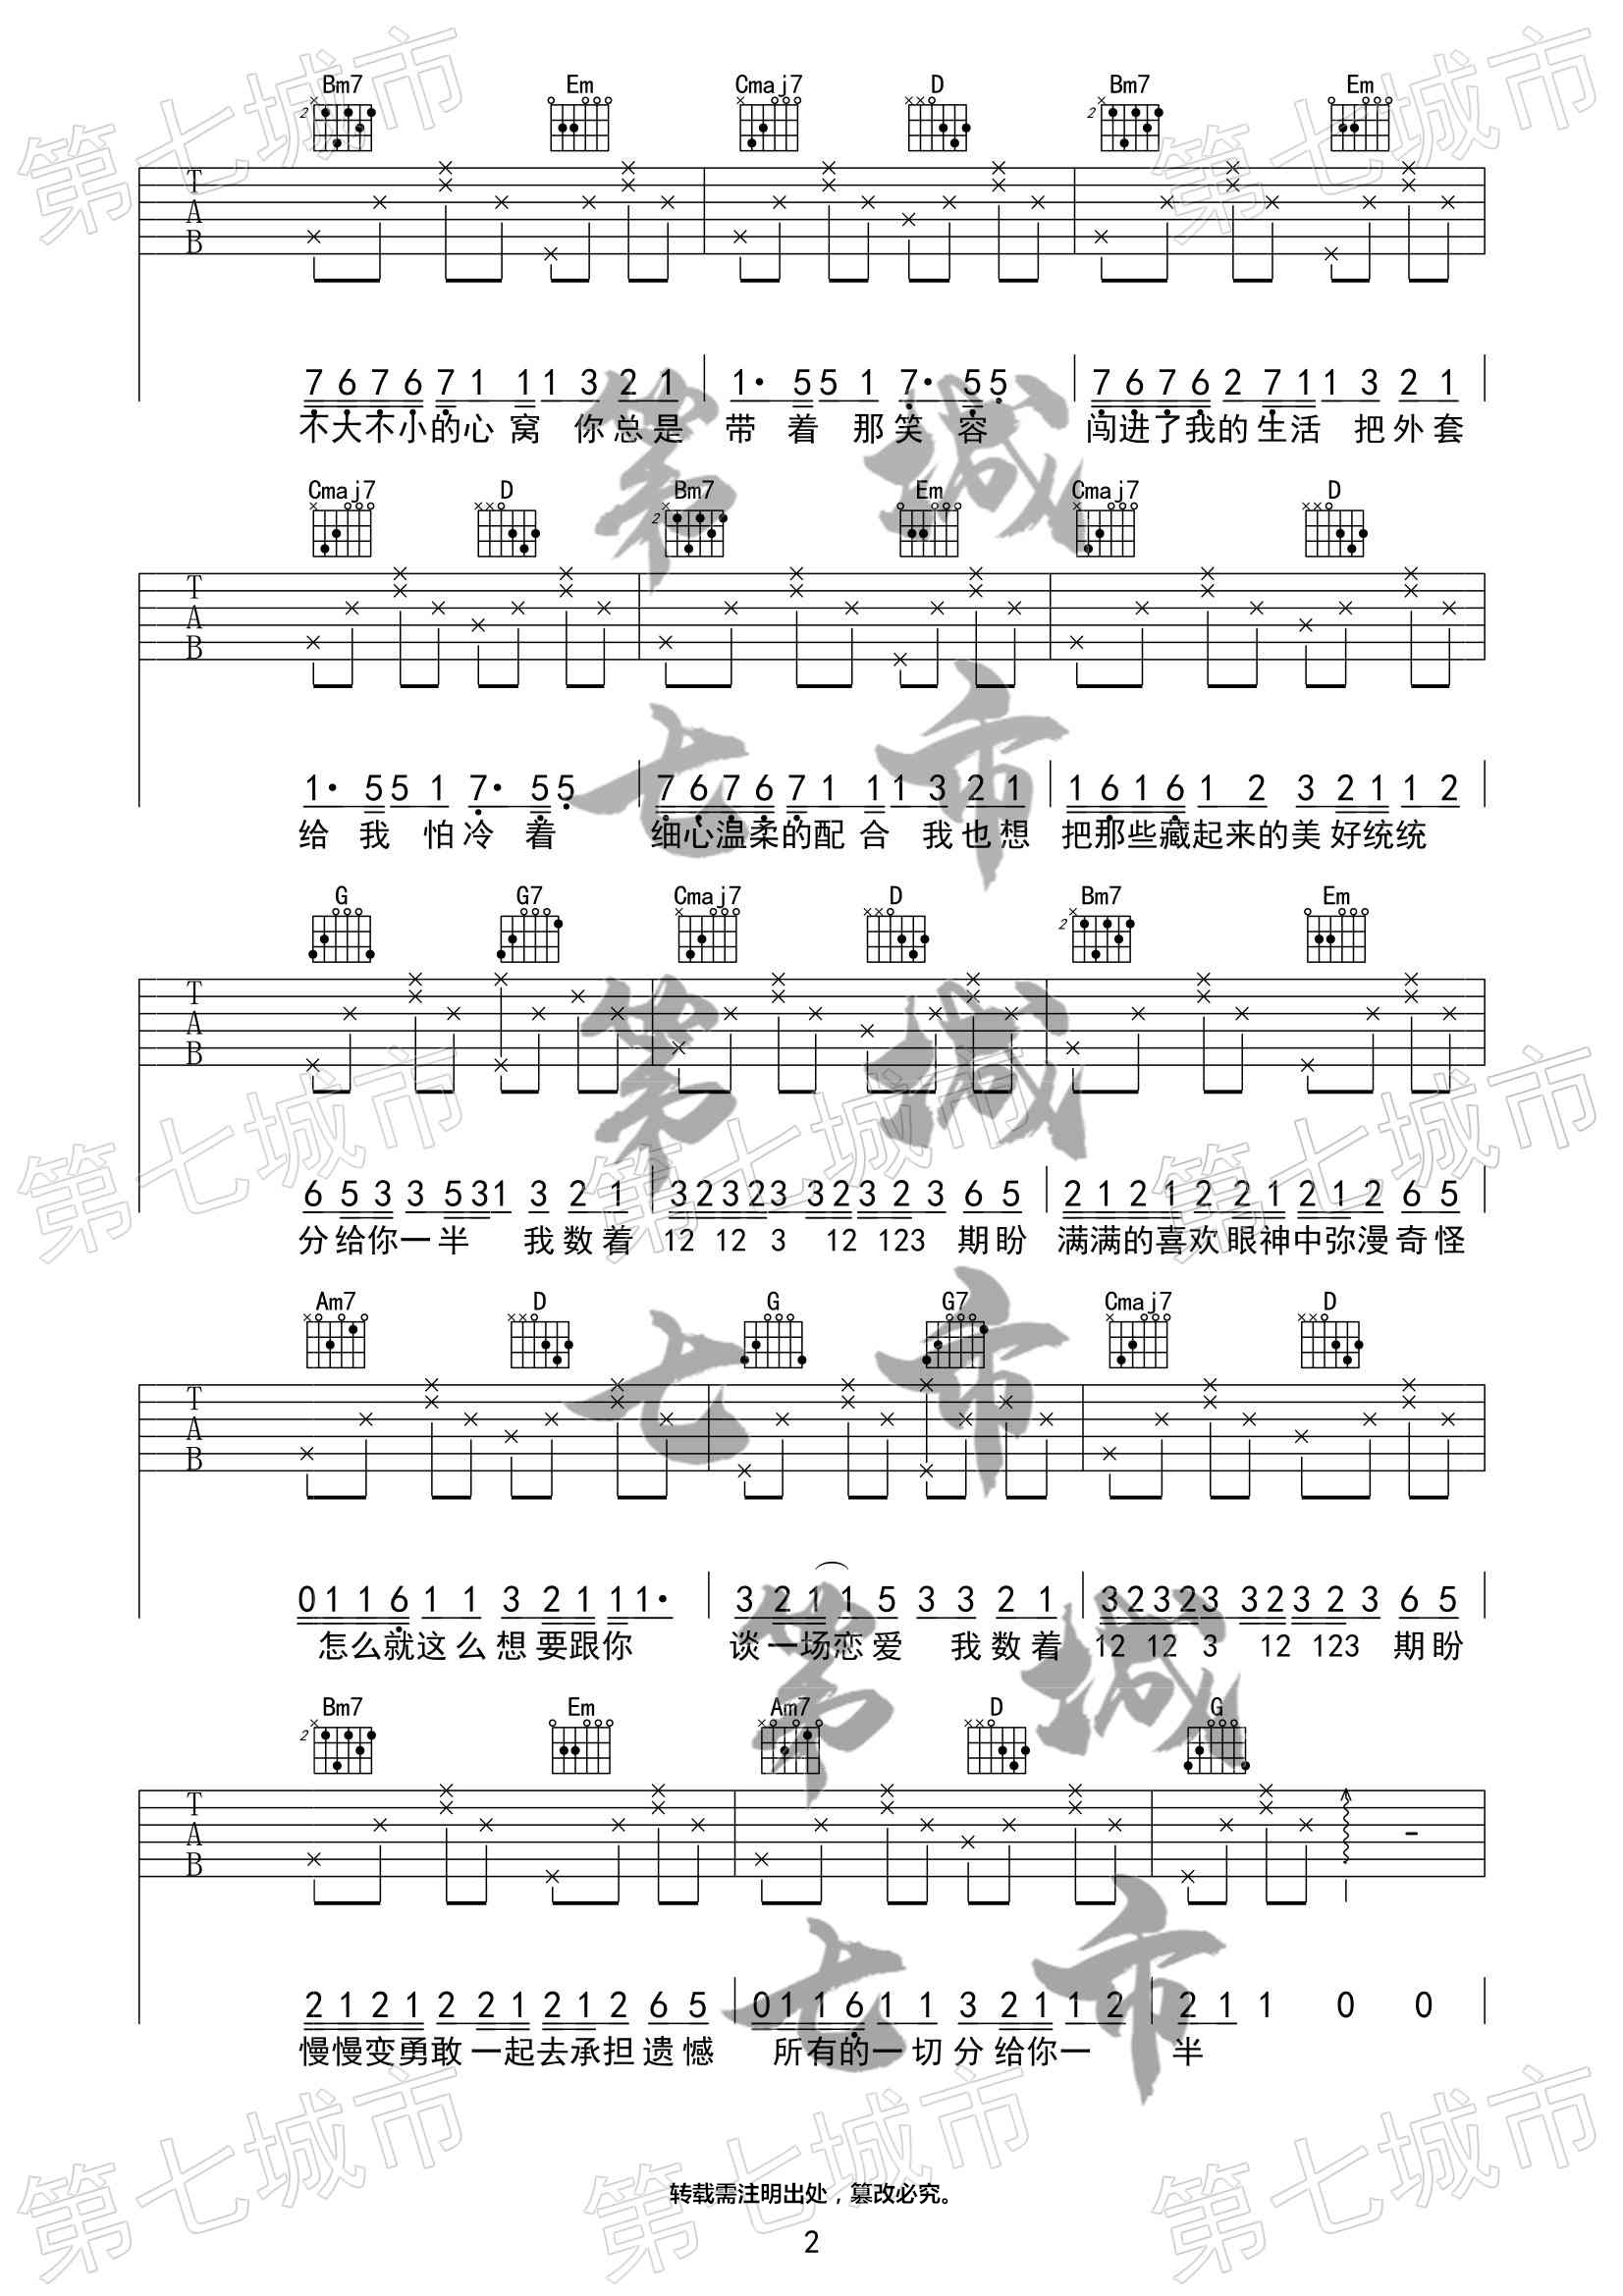 Bm7 Em Cmaj7 D Bm7 Em
2 2
T
A
B
7 6 7 6 7 1 1 1 3 2 1 1· 5 5 1 7· 5 5 7 6 7 6 2 7 1 1 3 2 1
不大不小的心窝 你总是 带着那笑容 闯进了我的生活 把外套
Cmaj7 D Bm7 Em Cmaj7 D
2
T
A
B
1· 5 5 1 7· 5 5 7 6 7 6 7 1 1 1 3 2 1 1 6 1 6 1 2 3 2 1 1 2
给我怕冷着 细心温柔的配合 我也想 把那些藏起来的美好统统
G G7 Cmaj7 D Bm7 Em
2
T
A
B
6 5 3 3 5 3 1 3 2 1 3 2 3 2 3 3 2 3 2 3 6 5 2 1 2 1 2 2 1 2 1 2 6 5
分给你一半 我数着 12 12 3 12 123 期盼 满满的喜欢眼神中弥漫奇怪
Am7 D G G7 Cmaj7 D
T
A
B
0 1 1 6 1 1 3 2 1 1 1· 3 2 1 1 5 3 3 2 1 3 2 3 2 3 3 2 3 2 3 6 5
怎么就这么想要跟你 谈一场恋爱 我数着 12 12 3 12 123 期盼
Bm7 Em Am7 D G
2
T
A
B
2 1 2 1 2 2 1 2 1 2 6 5 0 1 1 6 1 1 3 2 1 1 2 2 1 1 0 0
慢慢变勇敢一起去承担遗憾 所有的一切分给你一 半
第七城市
转载需注明出处，篡改必究。
2